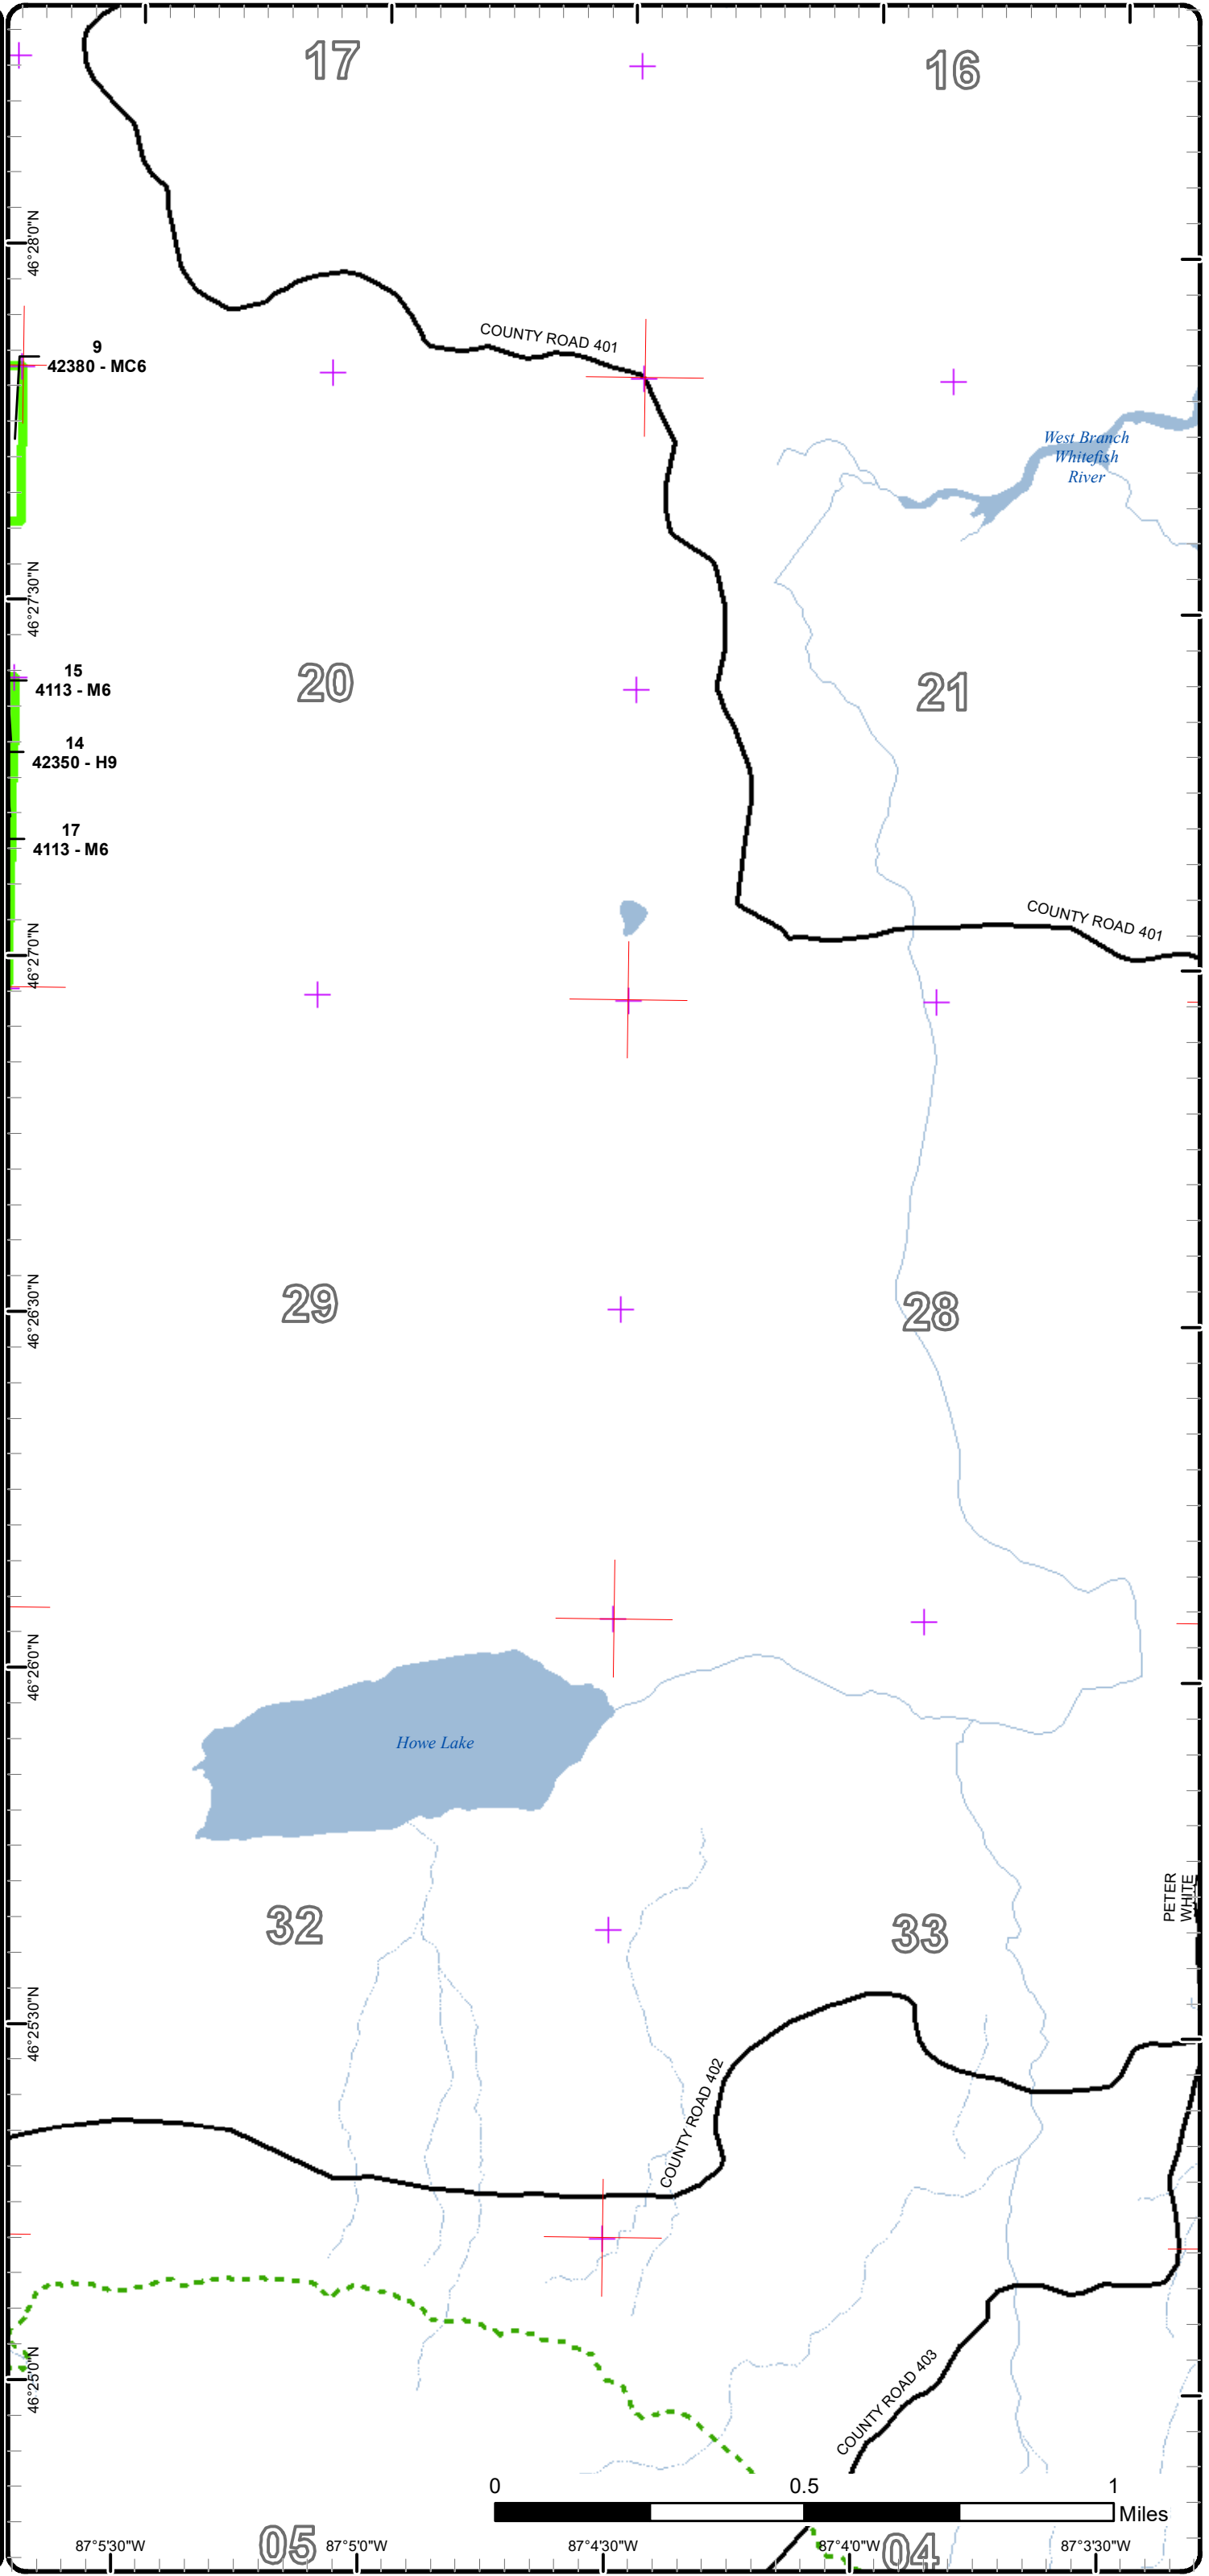 17
16
46°28'0"N
COUNTY ROAD 401
9
42380 - MC6
West Branch
Whitefish
River
46°27'30"N
15
4113 - M6
20
21
14
42350 - H9
17
4113 - M6
COUNTY ROAD 401
46°27'0"N
29
28
46°26'30"N
46°26'0"N
Howe Lake
PETER
WHITE
32
33
46°25'30"N
COUNTY ROAD 402
46°25'0"N
COUNTY ROAD 403
0
0.5
1
Miles
87°5'30"W
05
87°5'0"W
87°4'30"W
87°4'0"W
04
87°3'30"W